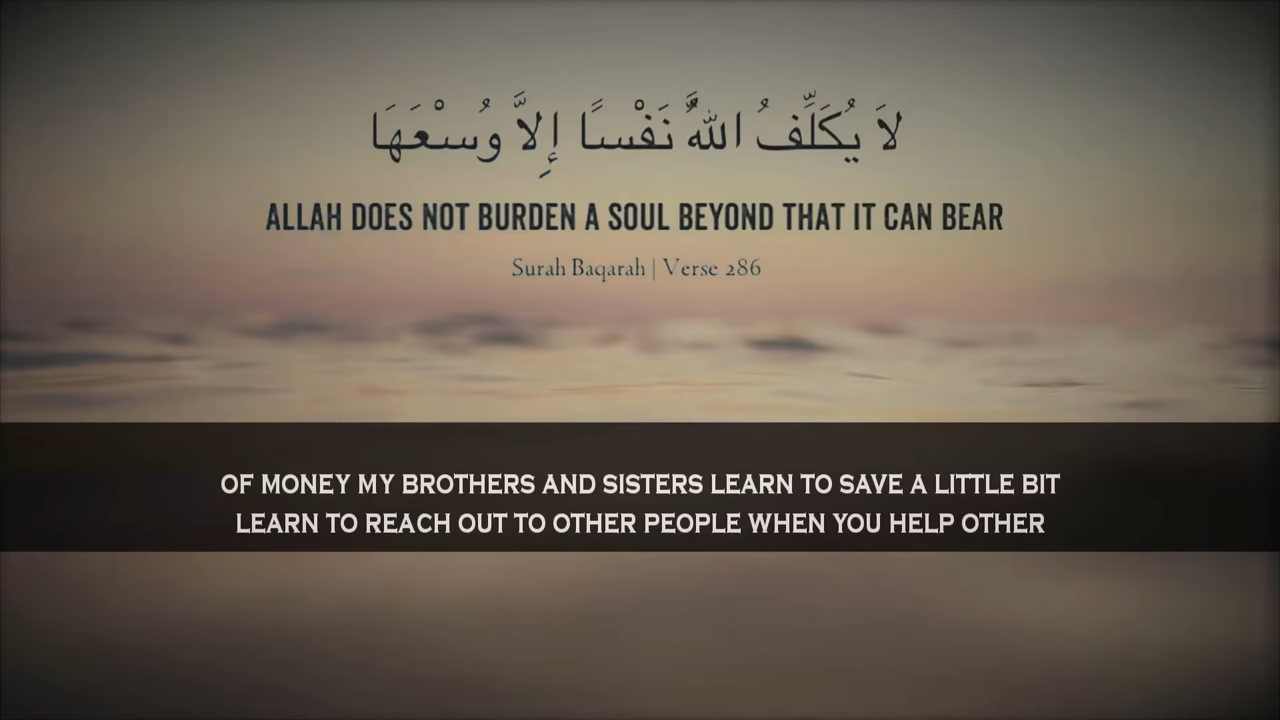 لاَ يُكَلِّفُ اللّهُ نَفْسًا إِلاَّ وُسْعَهَا
ALLAH DOES NOT BURDEN A SOUL BEYOND THAT IT CAN BEAR
Surah Baqarah | Verse 286
OF MONEY MY BROTHERS AND SISTERS LEARN TO SAVE A LITTLE BIT
LEARN TO REACH OUT TO OTHER PEOPLE WHEN YOU HELP OTHER